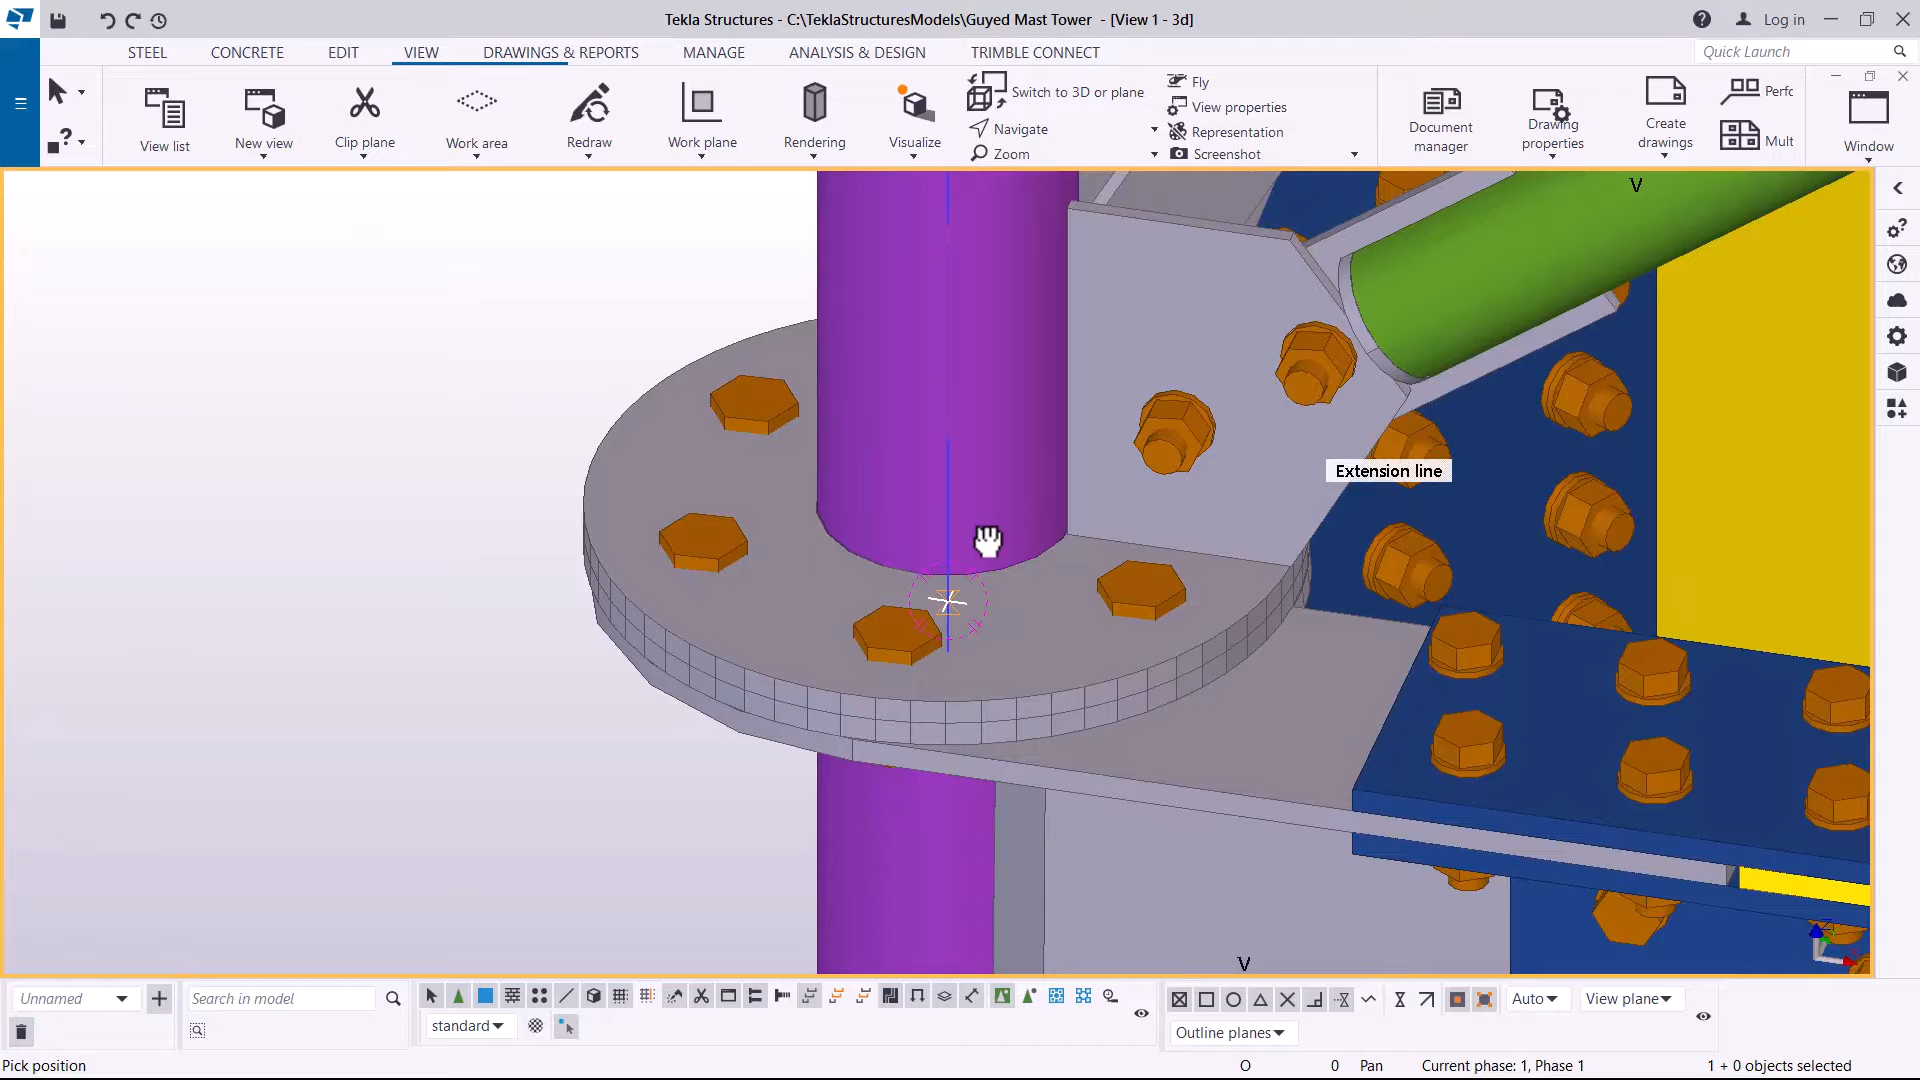 Tekla Structures - C:\TeklaStructuresModels\Guyed Mast Tower - [View 1 - 3d]
Log in
STEEL CONCRETE EDIT VIEW DRAWINGS & REPORTS MANAGE ANALYSIS & DESIGN TRIMBLE CONNECT
Quick Launch
View list
New view
Clip plane
Work area
Redraw
Work plane
Rendering
Visualize
Switch to 3D or plane
Navigate
Zoom
Fly
View properties
Representation
Screenshot
Document
manager
Drawing
properties
Create
drawings
Perfc
Mult
Window
V
Extension line
V
Unnamed
Search in model
standard
Auto
View plane
Outline planes
Pick position
O 0 Pan Current phase: 1, Phase 1 1 + 0 objects selected